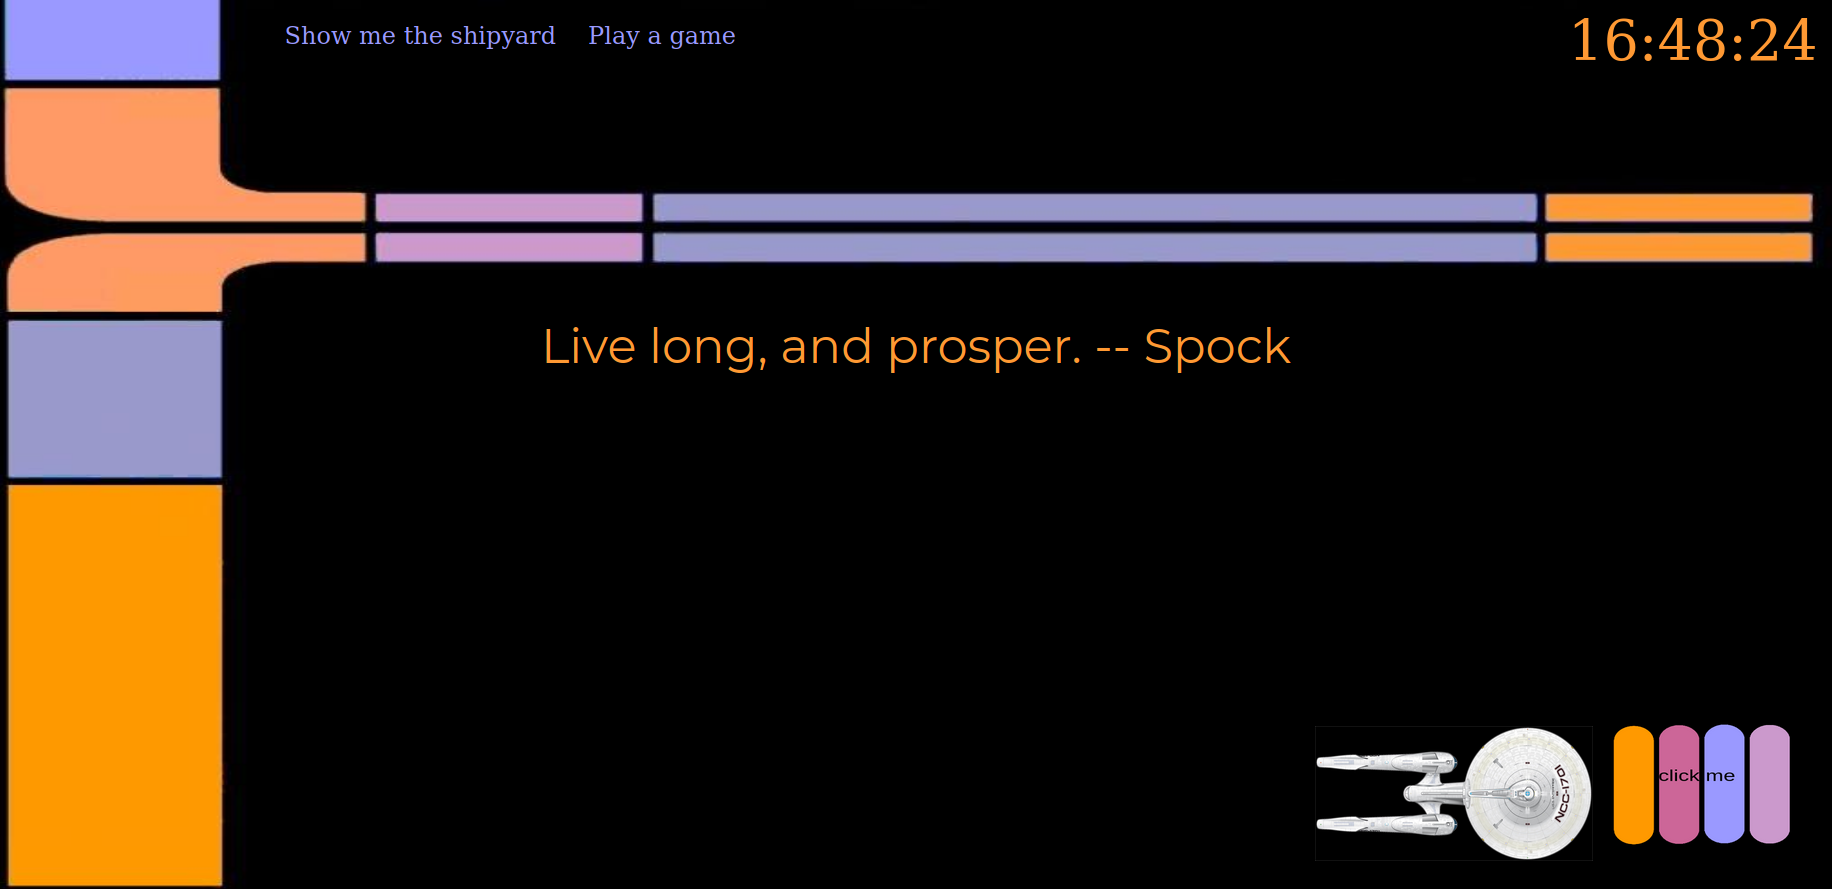 Show me the shipyard Play a game
16:48:24
Live long, and prosper. -- Spock
NCC-1701
click me